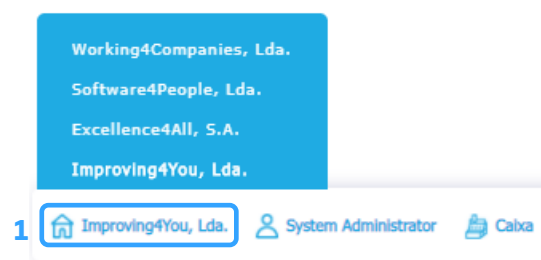 Working4Companies, Lda.
Software4People, Lda.
Excellence4All, S.A.
Improving4You, Lda.
1 Improving4You, Lda. System Administrator Caixa